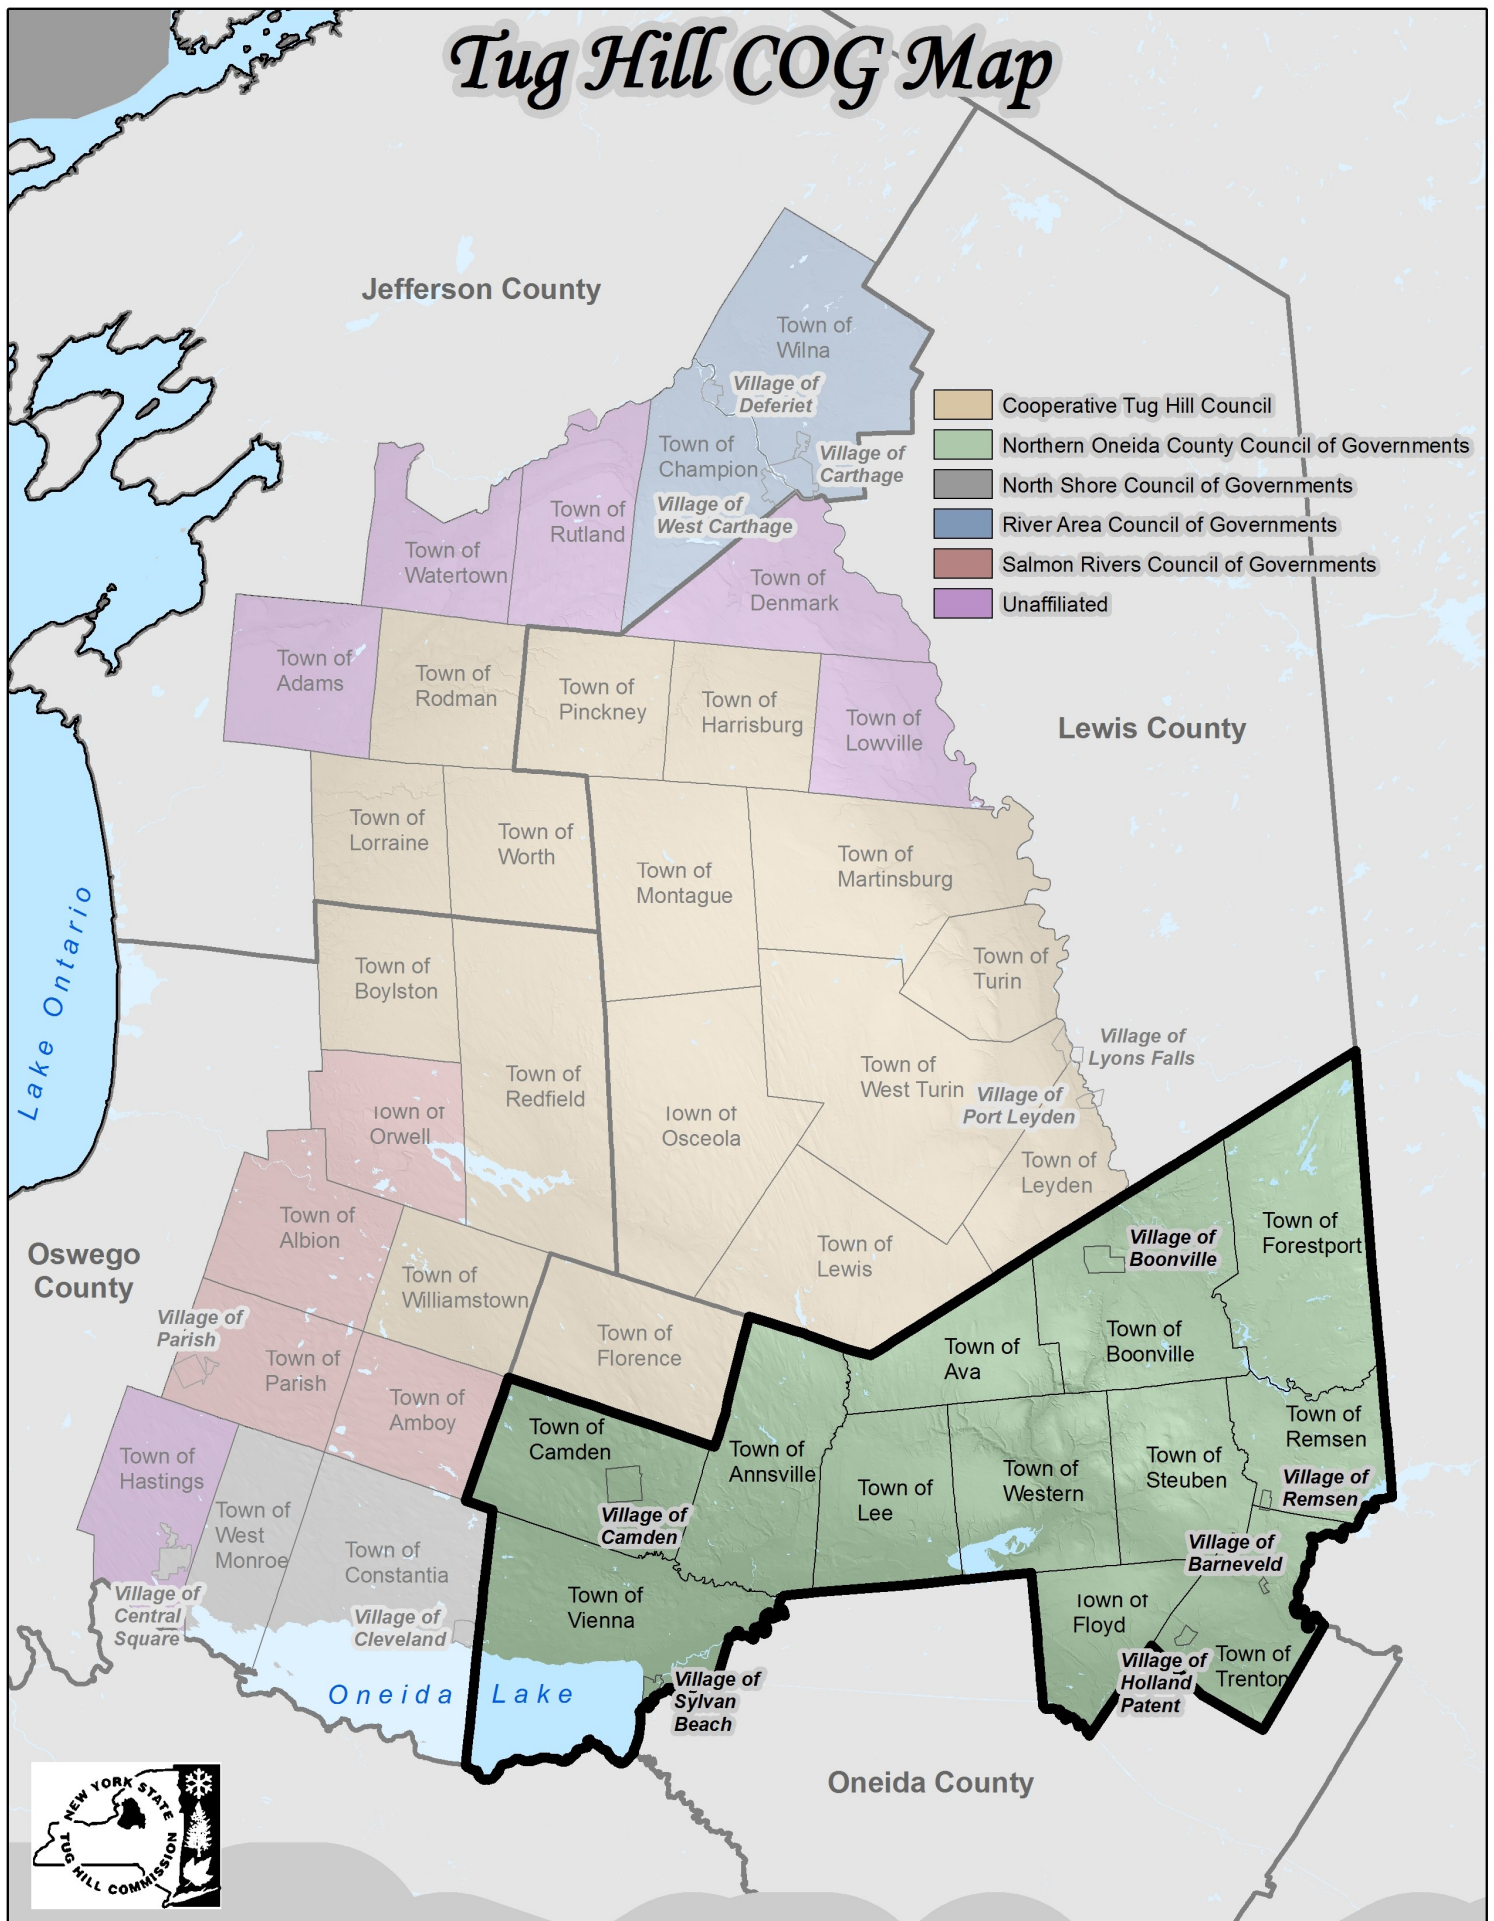 Tug Hill COG Map
Jefferson County
Town of
Wilna
Village of
Deferiet
Town of
Champion
Village of
Carthage
Village of
West Carthage
Cooperative Tug Hill Council
Northern Oneida County Council of Governments
North Shore Council of Governments
River Area Council of Governments
Salmon Rivers Council of Governments
Unaffiliated
Town of
Rutland
Town of
Watertown
Town of
Denmark
Town of
Adams
Town of
Rodman
Town of
Pinckney
Town of
Harrisburg
Town of
Lowville
Lewis County
Town of
Lorraine
Town of
Worth
Town of
Montague
Town of
Martinsburg
Lake Ontario
Town of
Boylston
Town of
Turin
Town of
Redfield
Town of
West Turin
Village of
Lyons Falls
Village of
Port Leyden
Town of
Orwell
Town of
Osceola
Town of
Leyden
Town of
Albion
Oswego
County
Town of
Lewis
Town of
Williamstown
Village of
Boonville
Town of
Forestport
Village of
Parish
Town of
Parish
Town of
Florence
Town of
Ava
Town of
Boonville
Town of
Amboy
Town of
Camden
Town of
Annsville
Town of
Remsen
Town of
Hastings
Town of
Lee
Town of
Western
Town of
Steuben
Village of
Remsen
Town of
West
Monroe
Village of
Camden
Town of
Constantia
Village of
Barneveld
Village of
Central
Square
Village of
Cleveland
Town of
Vienna
Town of
Floyd
Village of
Holland
Patent
Town of
Trenton
Oneida Lake
Village of
Sylvan
Beach
Oneida County
NEW YORK STATE
TUG HILL COMMISSION